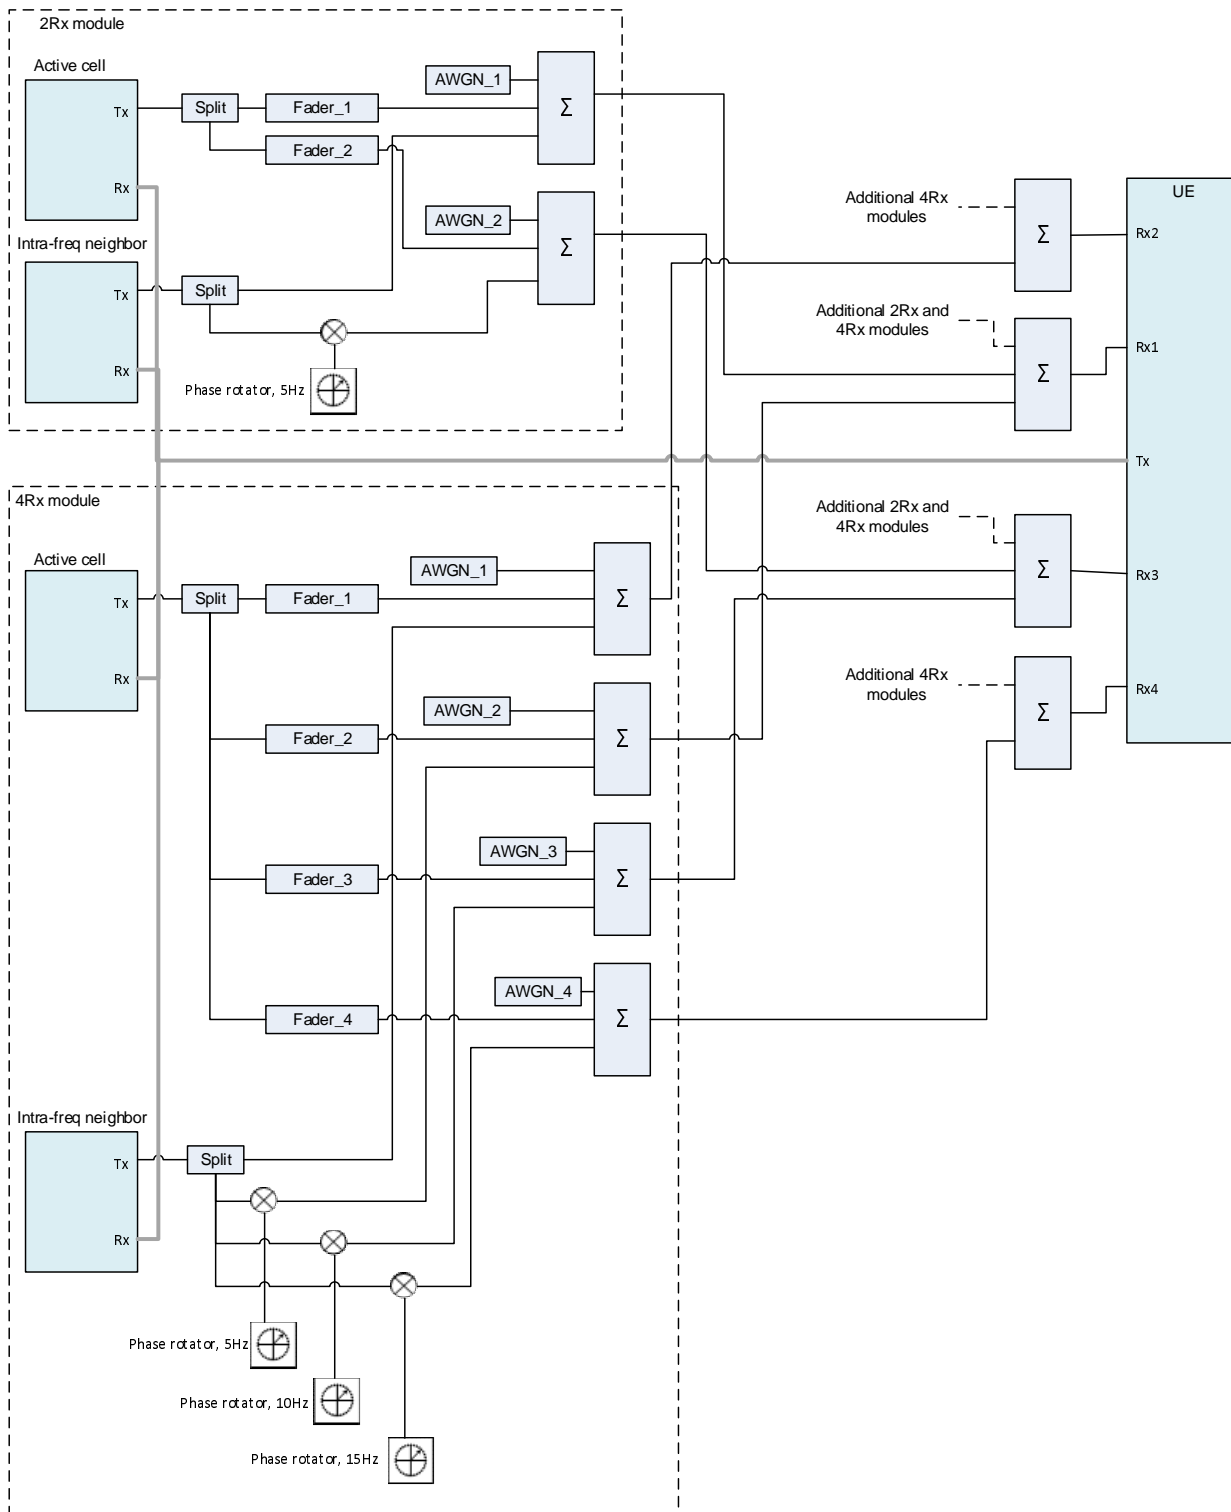 2Rx module
Active cell
Tx
Rx
Split
Fader_1
Fader_2
AWGN_1
Σ
AWGN_2
Σ
Intra-freq neighbor
Tx
Rx
Split
Phase rotator, 5Hz
Additional 4Rx
modules
Σ
Additional 2Rx and
4Rx modules
Σ
UE
Rx2
Rx1
Tx
Rx3
Rx4
Additional 2Rx and
4Rx modules
Σ
Additional 4Rx
modules
Σ
4Rx module
Active cell
Tx
Rx
Split
Fader_1
AWGN_1
Σ
Fader_2
AWGN_2
Σ
Fader_3
AWGN_3
Σ
Fader_4
AWGN_4
Σ
Intra-freq neighbor
Tx
Rx
Split
Phase rotator, 5Hz
Phase rotator, 10Hz
Phase rotator, 15Hz